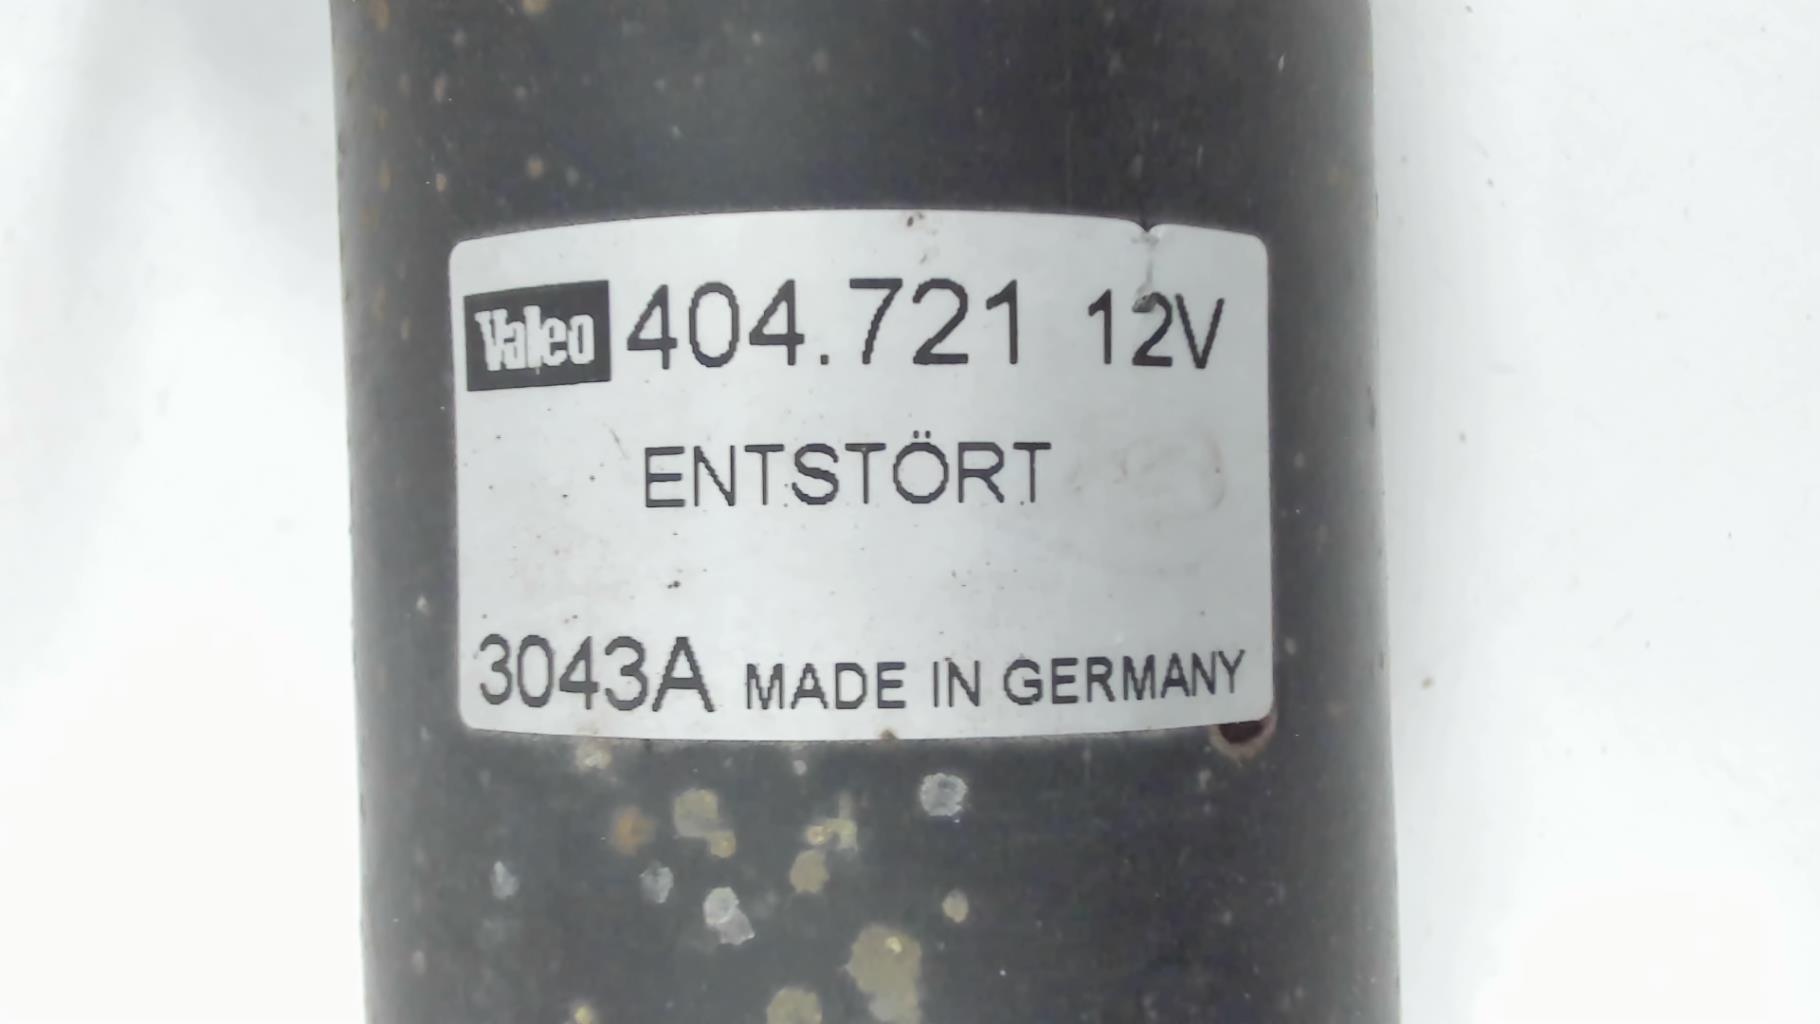 Valeo 404.721 12V
ENTSTÖRT
3043A MADE IN GERMANY